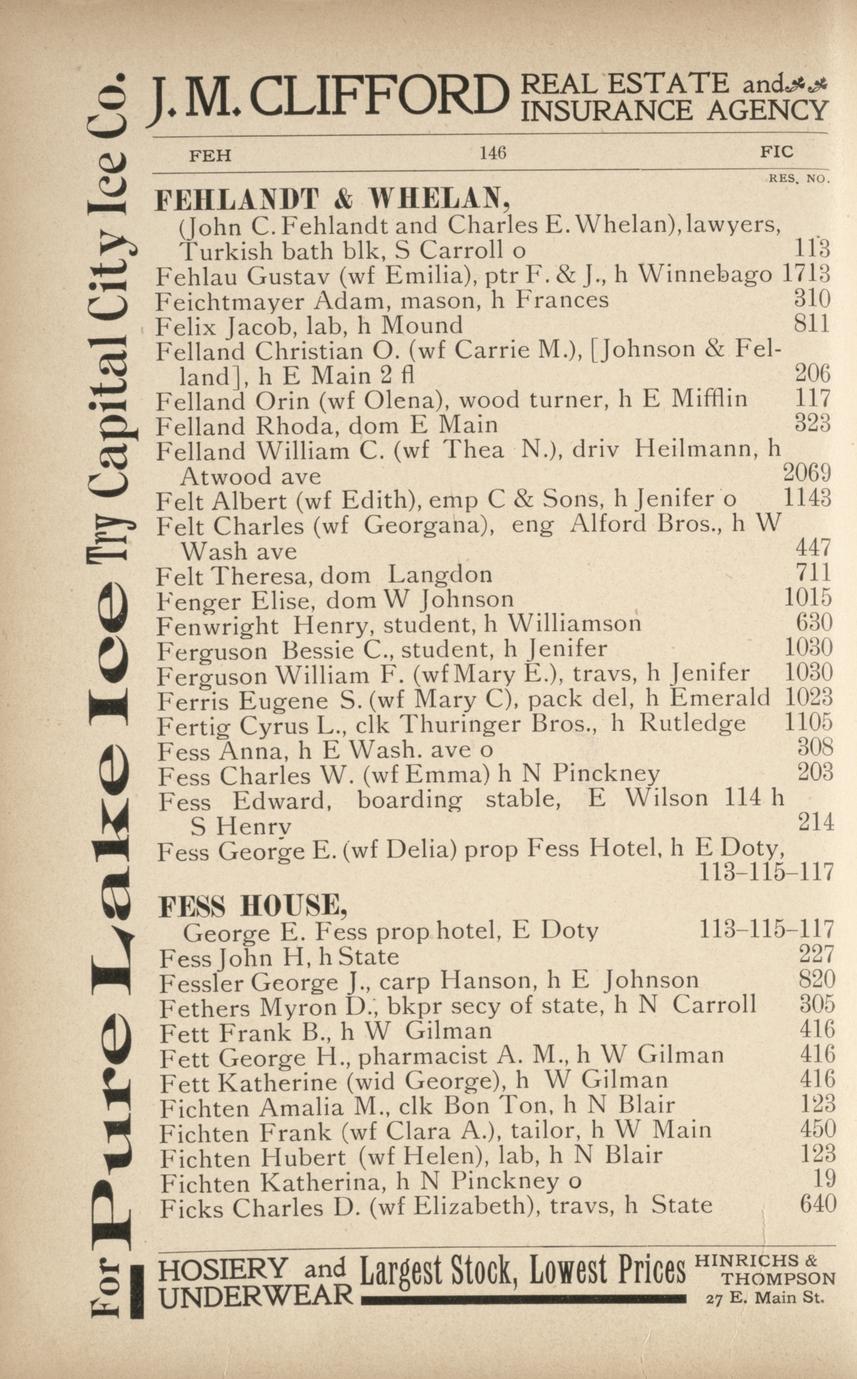 J. M. CLIFFORD REAL ESTATE and
INSURANCE AGENCY
FEH 146 FIC
RES. NO.
FEHLANDT & WHELAN,
(John C. Fehlandt and Charles E. Whelan), lawyers,
Turkish bath blk, S Carroll o 113
Fehlau Gustav (wf Emilia), ptr F. & J., h Winnebago 1713
Feichtmayer Adam, mason, h Frances 310
Felix Jacob, lab, h Mound 811
Felland Christian O. (wf Carrie M.), [Johnson & Fel-
land], h E Main 2 fl 206
Felland Orin (wf Olena), wood turner, h E Mifflin 117
Felland Rhoda, dom E Main 323
Felland William C. (wf Thea N.), driv Heilmann, h
Atwood ave 2069
Felt Albert (wf Edith), emp C & Sons, h Jenifer o 1143
Felt Charles (wf Georgana), eng Alford Bros., h W
Wash ave 447
Felt Theresa, dom Langdon 711
Fenger Elise, dom W Johnson 1015
Fenwright Henry, student, h Williamson 630
Ferguson Bessie C., student, h Jenifer 1030
Ferguson William F. (wf Mary E.), travs, h Jenifer 1030
Ferris Eugene S. (wf Mary C), pack del, h Emerald 1023
Fertig Cyrus L., clk Thuringer Bros., h Rutledge 1105
Fess Anna, h E Wash. ave o 308
Fess Charles W. (wf Emma) h N Pinckney 203
Fess Edward, boarding stable, E Wilson 114 h
S Henry 214
Fess George E. (wf Delia) prop Fess Hotel, h E Doty,
113–115–117
FESS HOUSE,
George E. Fess prop hotel, E Doty 113–115–117
Fess John H, h State 227
Fessler George J., carp Hanson, h E Johnson 820
Fethers Myron D., bkpr secy of state, h N Carroll 305
Fett Frank B., h W Gilman 416
Fett George H., pharmacist A. M., h W Gilman 416
Fett Katherine (wid George), h W Gilman 416
Fichten Amalia M., clk Bon Ton, h N Blair 123
Fichten Frank (wf Clara A.), tailor, h W Main 450
Fichten Hubert (wf Helen), lab, h N Blair 123
Fichten Katherina, h N Pinckney o 19
Ficks Charles D. (wf Elizabeth), travs, h State 640
HOSIERY and
UNDERWEAR
Largest Stock, Lowest Prices
HINRICHS &
THOMPSON
27 E. Main St.
For Pure Lake Ice Try Capital City Ice Co.